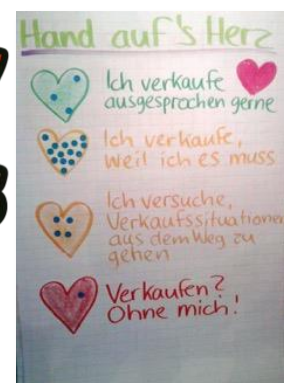 Hand auf's Herz
Ich verkaufe
ausgesprochen gerne
Ich verkaufe,
weil ich es muss
Ich versuche,
Verkaufssituationen
aus dem Weg zu
gehen
Verkaufen?
Ohne mich!